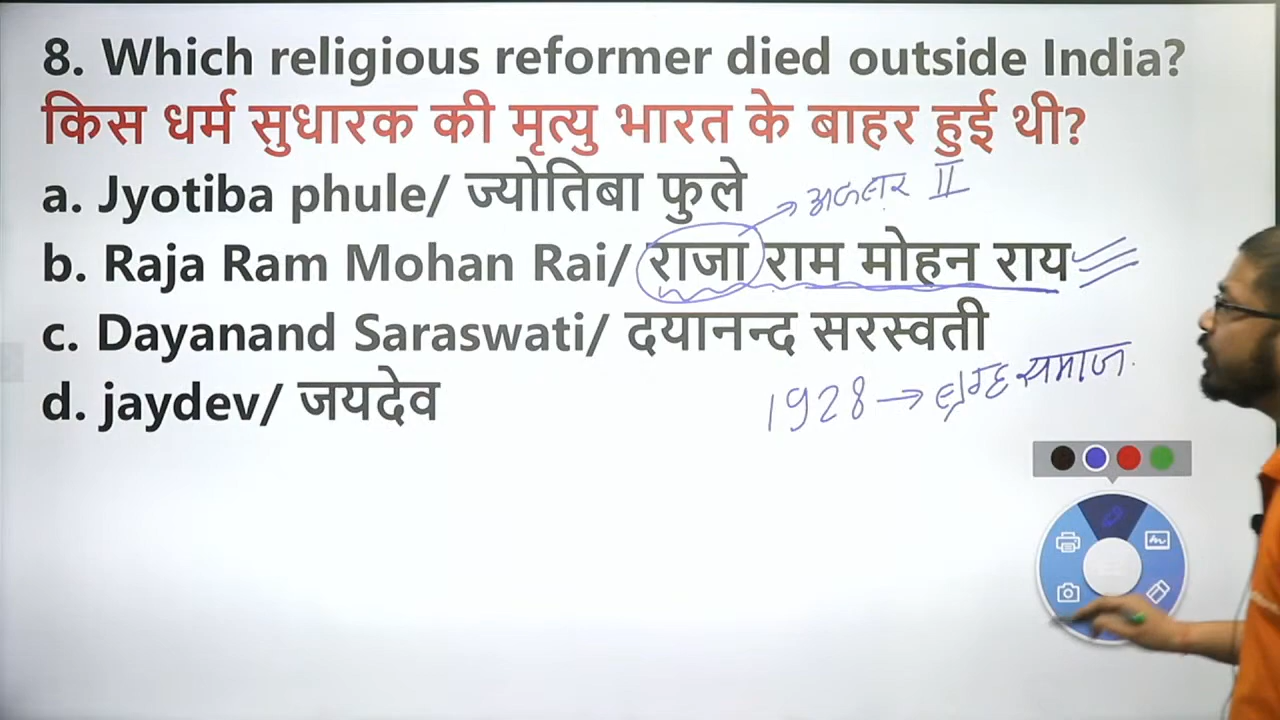 8. Which religious reformer died outside India?
किस धर्म सुधारक की मृत्यु भारत के बाहर हुई थी?
a. Jyotiba phule/ ज्योतिबा फुले
→ अकबर II
b. Raja Ram Mohan Rai/ राजा राम मोहन राय
c. Dayanand Saraswati/ दयानन्द सरस्वती
d. jaydev/ जयदेव
1928 → समाज.